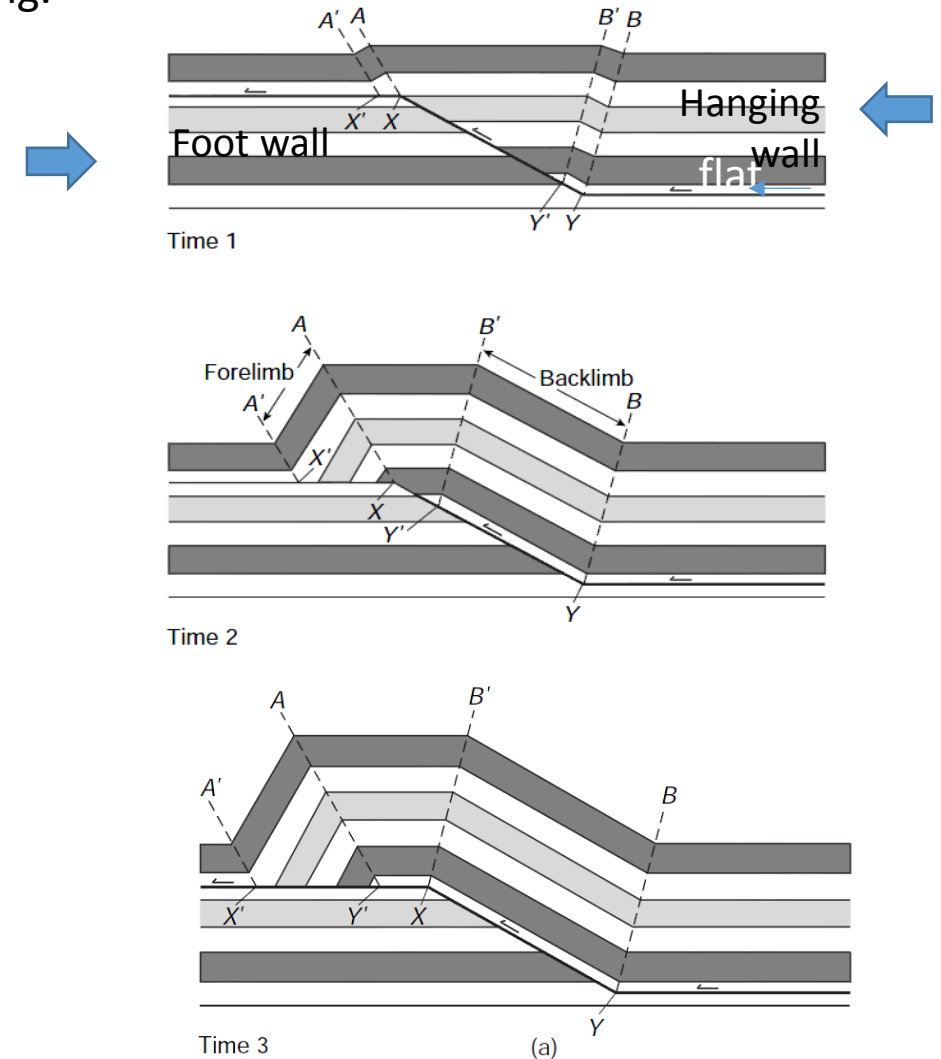 g.
A' A B' B
Hanging
X' X
Foot wall
wall
flat
Y' Y
Time 1
A B'
Forelimb
Backlimb
A' B
X'
X
Y'
Y
Time 2
A B'
A' B
X' Y' X
Y
Time 3 (a)